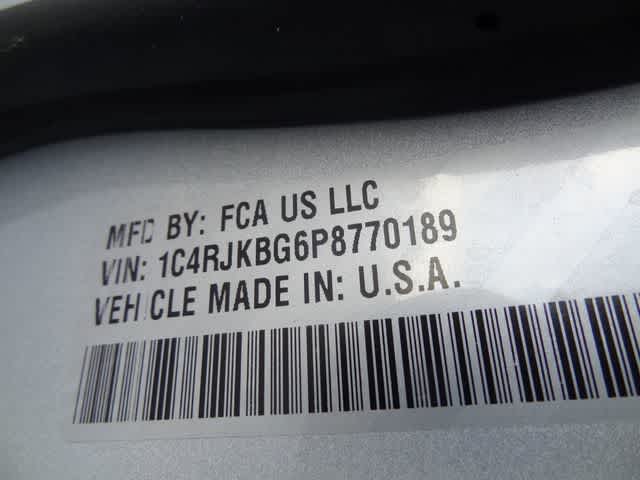 MFD BY: FCA US LLC
VIN: 1C4RJKBG6P8770189
VEHICLE MADE IN: U.S.A.